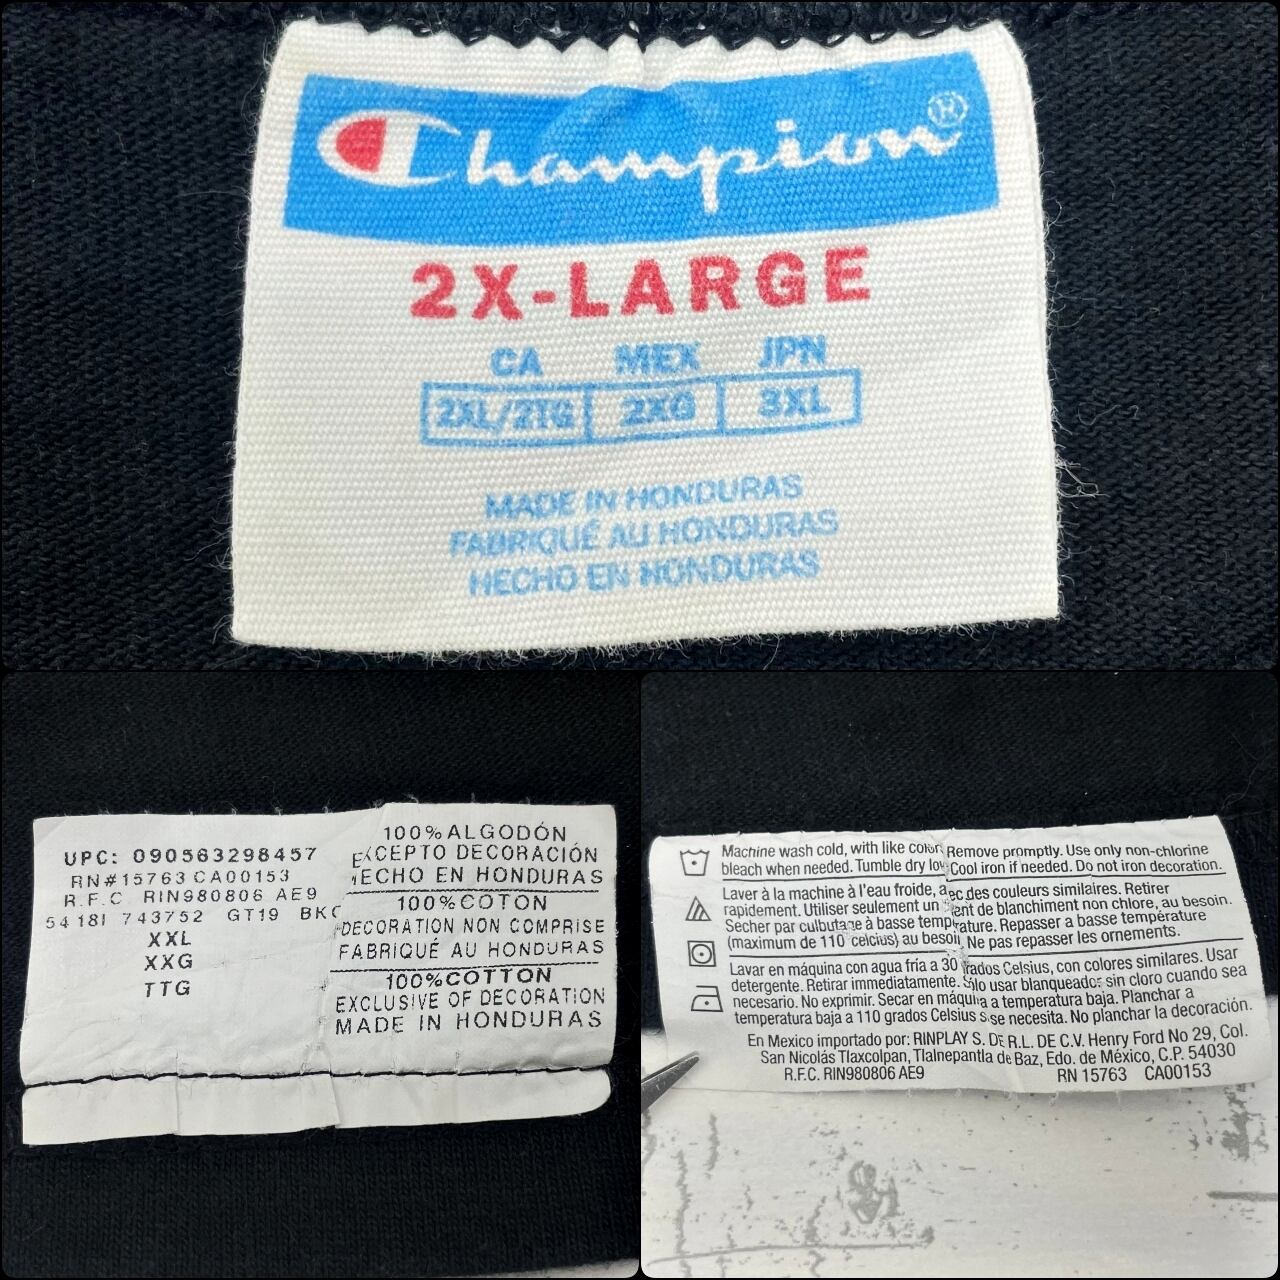 Champion®
2X-LARGE
CA MEX JPN
2XL/2TG 2XG 3XL
MADE IN HONDURAS
FABRIQUÉ AU HONDURAS
HECHO EN HONDURAS
UPC: 090563298457
RN#15763 CA00153
R.F.C RIN980806 AE9
54 18I 743752 GT19
XXL
XXG
TTG
100% ALGODÓN
EXCEPTO DECORACIÓN
HECHO EN HONDURAS
100% COTON
DECORATION NON COMPRISE
FABRIQUÉ AU HONDURAS
100% COTTON
EXCLUSIVE OF DECORATION
MADE IN HONDURAS
Machine wash cold, with like color. Remove promptly. Use only non-chlorine
bleach when needed. Tumble dry low. Cool iron if needed. Do not iron decoration.
Laver à la machine à l'eau froide, avec des couleurs similaires. Retirer
rapidement. Utiliser seulement un agent de blanchiment non chlore, au besoin.
Secher par culbutage à basse température. Repasser a basse température
(maximum de 110 celcius) au besoin. Ne pas repasser les ornements.
Lavar en máquina con agua fría a 30 grados Celsius, con colores similares. Usar
detergente. Retirar immediatamente. Sólo usar blanqueador sin cloro cuando sea
necesario. No exprimir. Secar en máquina a temperatura baja. Planchar a
temperatura baja a 110 grados Celsius si se necesita. No planchar la decoración.
En Mexico importado por: RINPLAY S. DE R.L. DE C.V. Henry Ford No 29, Col.
San Nicolás Tlaxcolpan, Tlalnepantla de Baz, Edo. de México, C.P. 54030
R.F.C. RIN980806 AE9 RN 15763 CA00153